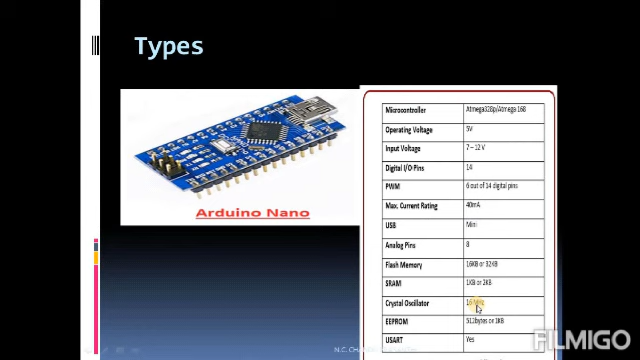 Types
Arduino Nano
Microcontroller Atmega328p/Atmega 168
Operating Voltage 5V
Input Voltage 7 – 12 V
Digital I/O Pins 14
PWM 6 out of 14 digital pins
Max. Current Rating 40mA
USB Mini
Analog Pins 8
Flash Memory 16KB or 32KB
SRAM 1KB or 2KB
Crystal Oscillator 16 MHz
EEPROM 512bytes or 1KB
USART Yes
FILMIGO